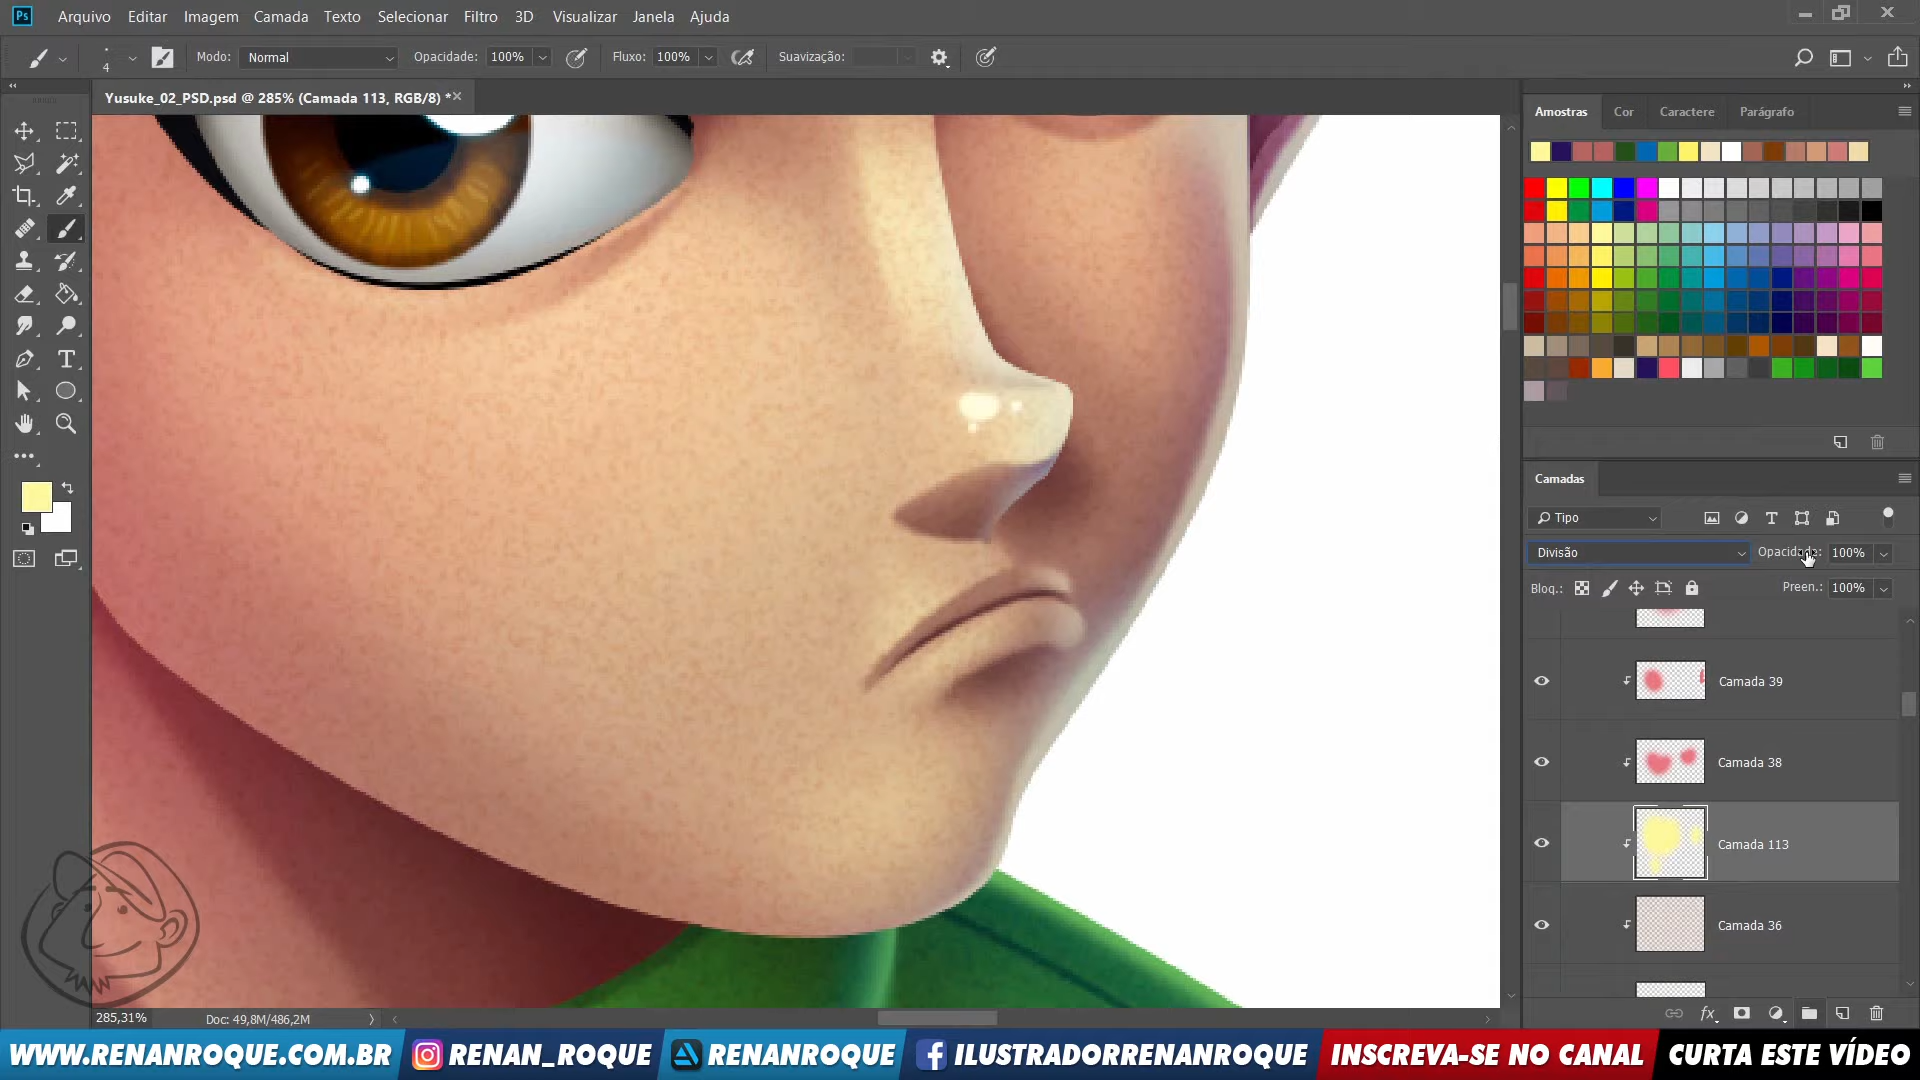 Ps Arquivo Editar Imagem Camada Texto Selecionar Filtro 3D Visualizar Janela Ajuda
4 Modo: Normal Opacidade: 100% Fluxo: 100% Suavização:
Yusuke_02_PSD.psd @ 285% (Camada 113, RGB/8) *
Amostras Cor Caractere Parágrafo
Camadas
Tipo
Divisão Opacidade: 100%
Bloq.: Preen.: 100%
Camada 39
Camada 38
Camada 113
Camada 36
fx
285,31% Doc: 49,8M/486,2M
WWW.RENANROQUE.COM.BR RENAN_ROQUE RENANROQUE ILUSTRADORRENANROQUE INSCREVA-SE NO CANAL CURTA ESTE VÍDEO